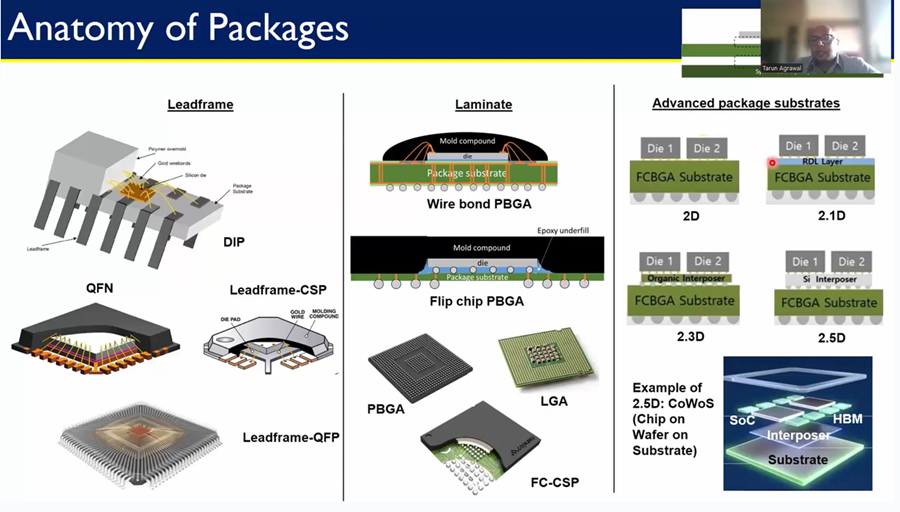 Anatomy of Packages
Tarun Agrawal
Leadframe
Polymer overmold
Gold wirebonds
Silicon die
Package
Substrate
Leadframe
DIP
QFN
Leadframe-CSP
DIE PAD
GOLD
WIRE
MOLDING
COMPOUND
Leadframe-QFP
Laminate
Mold compound
die
Package substrate
Wire bond PBGA
Epoxy underfill
Mold compound
die
Package substrate
Flip chip PBGA
PBGA
LGA
FC-CSP
Advanced package substrates
Die 1 Die 2
FCBGA Substrate
2D
Die 1 Die 2
RDL Layer
FCBGA Substrate
2.1D
Die 1 Die 2
Organic Interposer
FCBGA Substrate
2.3D
Die 1 Die 2
Si Interposer
FCBGA Substrate
2.5D
Example of
2.5D: CoWoS
(Chip on
Wafer on
Substrate)
SoC
HBM
Interposer
Substrate